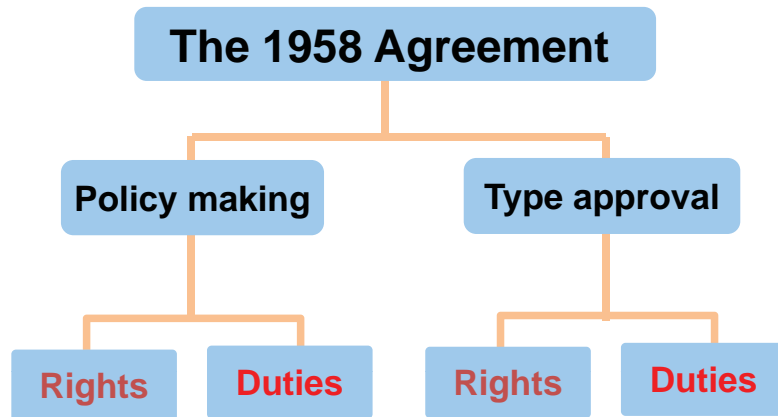 The 1958 Agreement
Policy making
Type approval
Rights
Duties
Rights
Duties